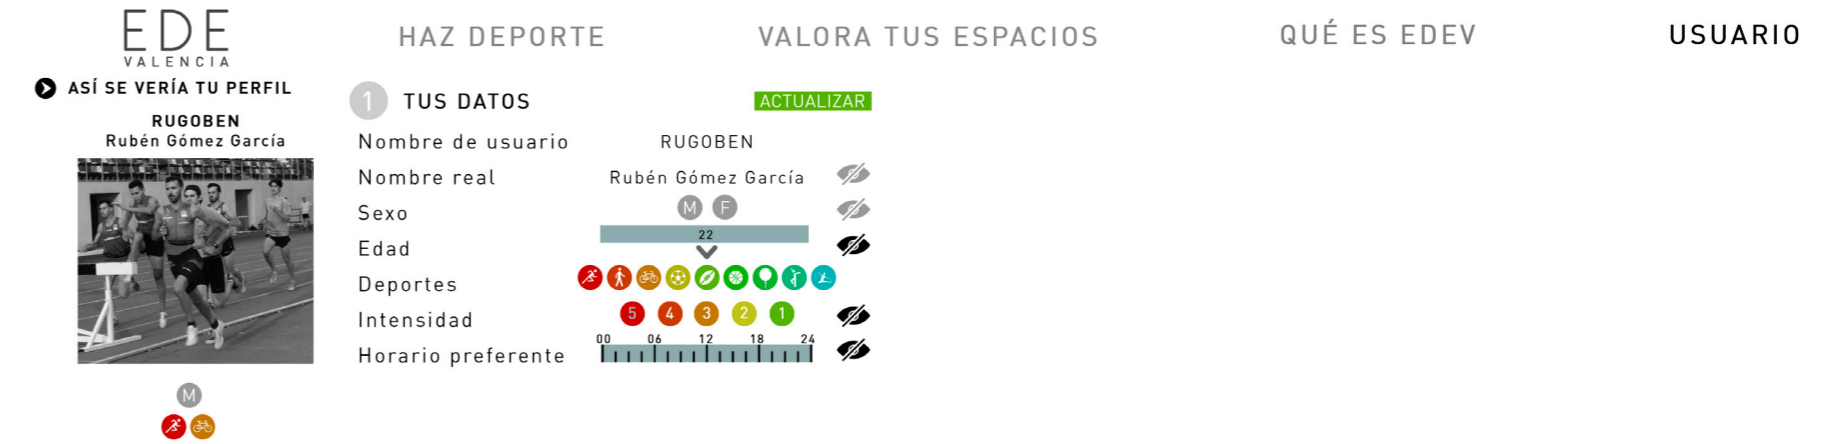 EDE
VALENCIA
HAZ DEPORTE
VALORA TUS ESPACIOS
QUÉ ES EDEV
USUARIO
ASÍ SE VERÍA TU PERFIL
RUGOBEN
Rubén Gómez García
M
1 TUS DATOS
ACTUALIZAR
Nombre de usuario RUGOBEN
Nombre real Rubén Gómez García
Sexo M F
22
Edad
Deportes
Intensidad 5 4 3 2 1
00 06 12 18 24
Horario preferente